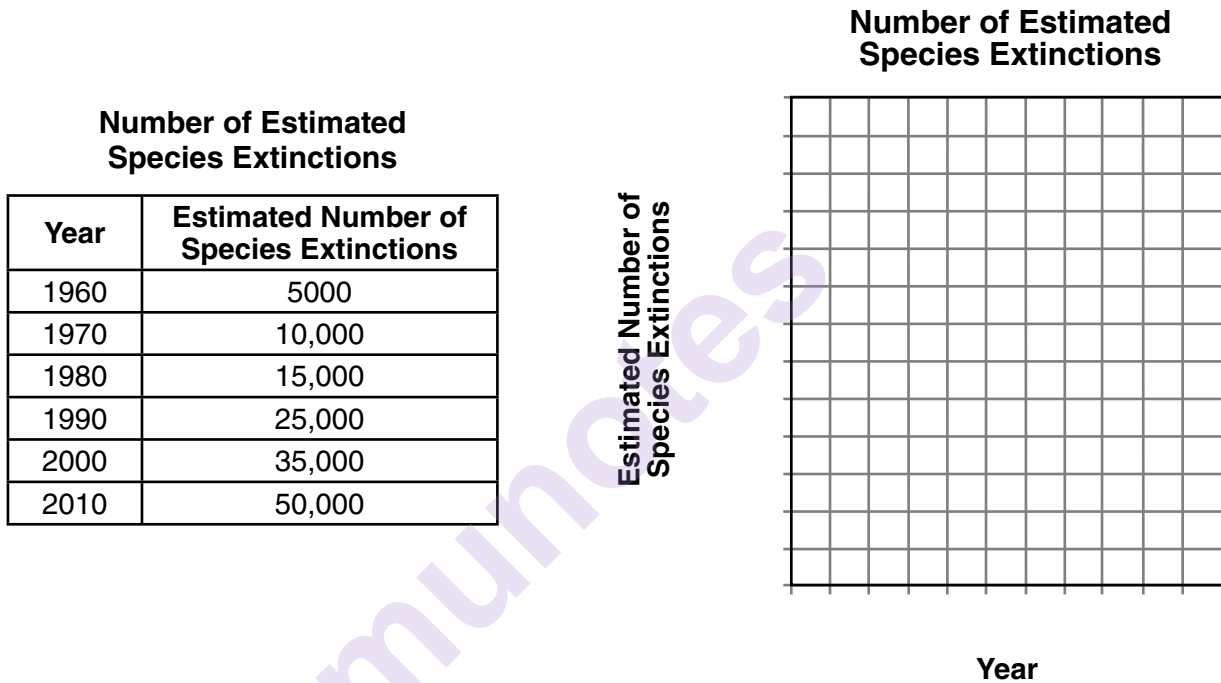 Number of Estimated
Species Extinctions
Year
Estimated Number of
Species Extinctions
1960 5000
1970 10,000
1980 15,000
1990 25,000
2000 35,000
2010 50,000
Number of Estimated
Species Extinctions
Estimated Number of
Species Extinctions
Year